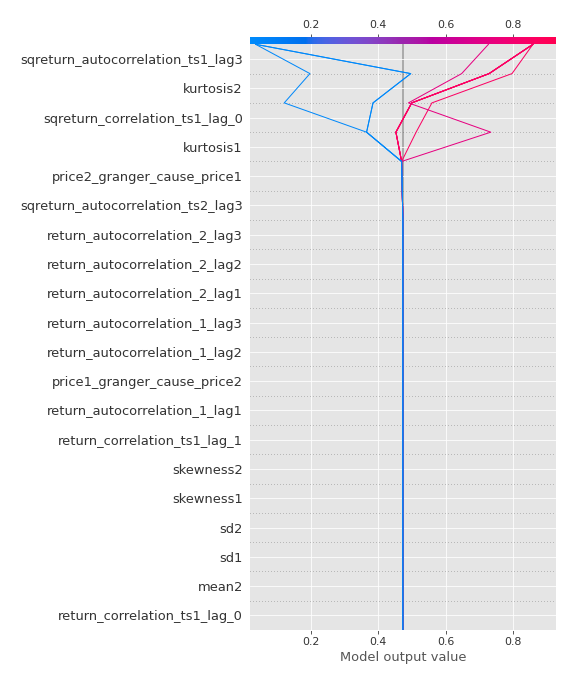 0.2 0.4 0.6 0.8
sqreturn_autocorrelation_ts1_lag3
kurtosis2
sqreturn_correlation_ts1_lag_0
kurtosis1
price2_granger_cause_price1
sqreturn_autocorrelation_ts2_lag3
return_autocorrelation_2_lag3
return_autocorrelation_2_lag2
return_autocorrelation_2_lag1
return_autocorrelation_1_lag3
return_autocorrelation_1_lag2
price1_granger_cause_price2
return_autocorrelation_1_lag1
return_correlation_ts1_lag_1
skewness2
skewness1
sd2
sd1
mean2
return_correlation_ts1_lag_0
0.2 0.4 0.6 0.8
Model output value